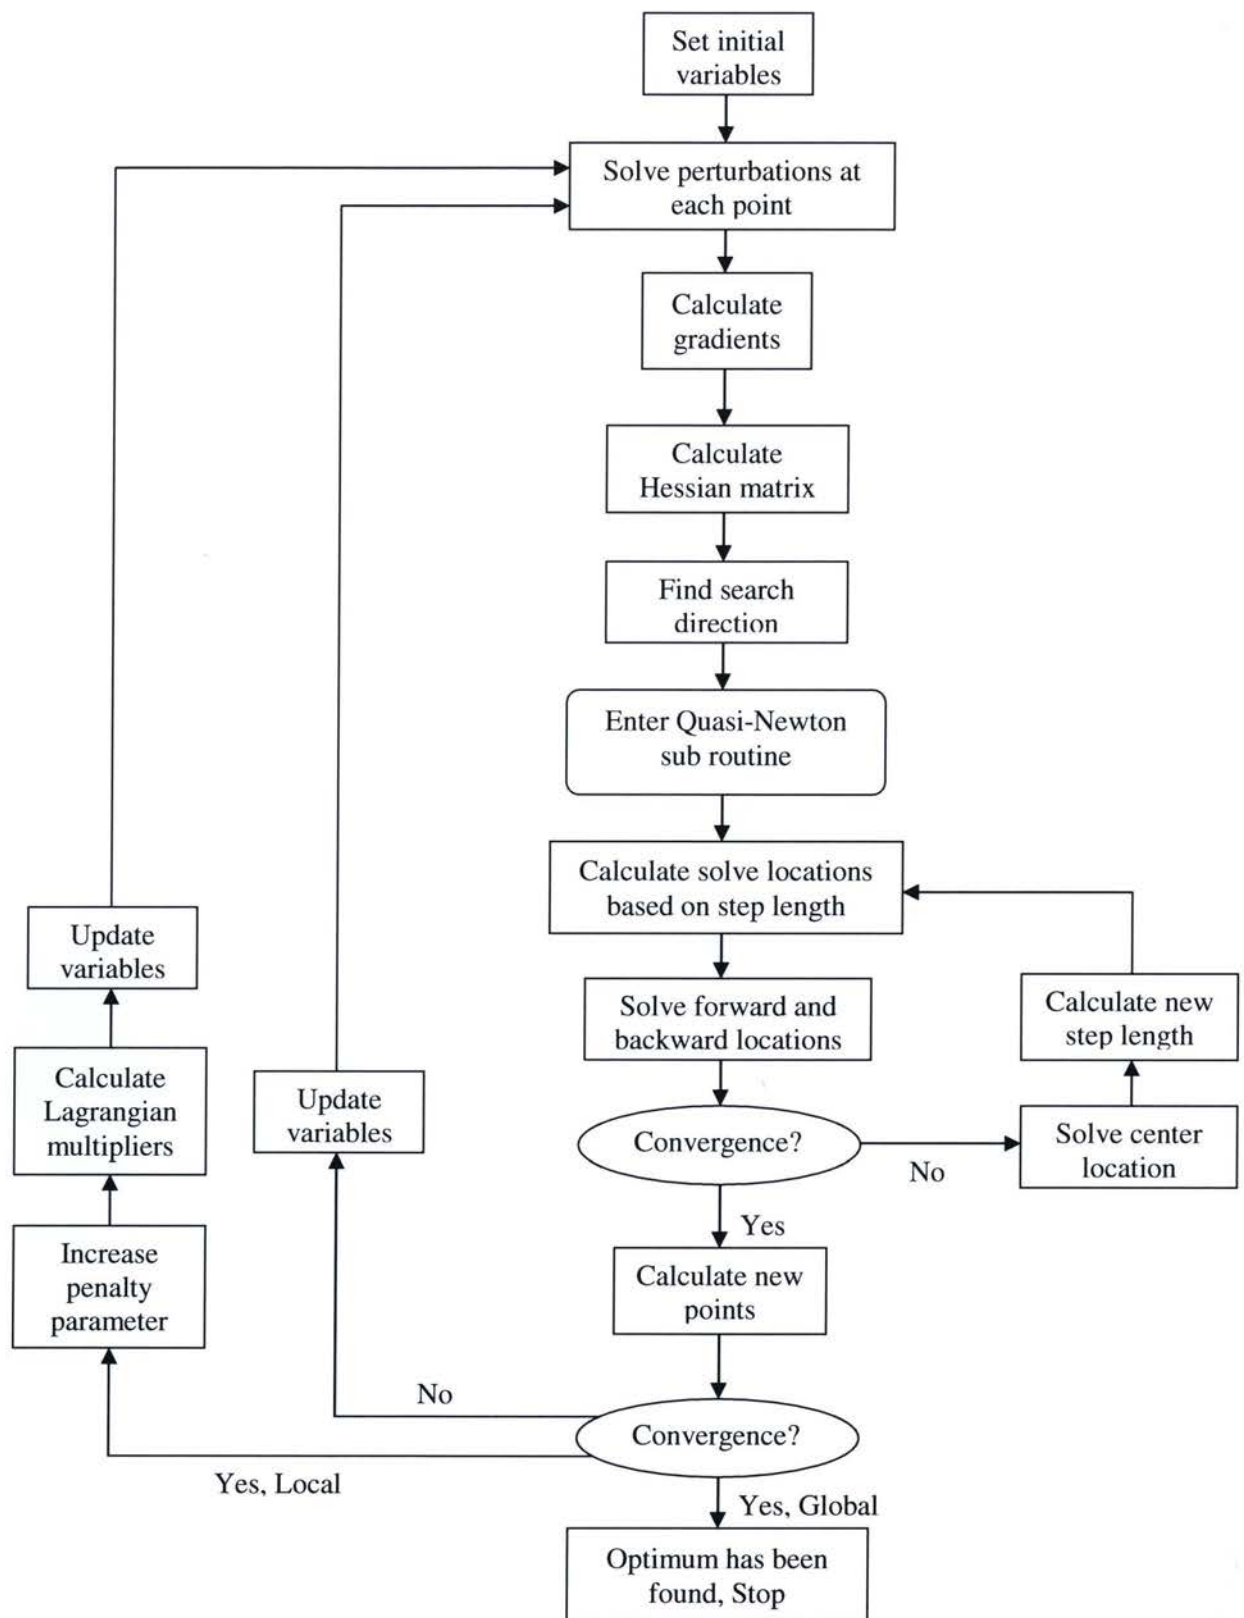 Set initial
variables
Solve perturbations at
each point
Calculate
gradients
Calculate
Hessian matrix
Find search
direction
Enter Quasi-Newton
sub routine
Calculate solve locations
based on step length
Update
variables
Solve forward and
backward locations
Calculate new
step length
Calculate
Lagrangian
multipliers
Update
variables
Convergence?
No
Solve center
location
Yes
Increase
penalty
parameter
Calculate new
points
No
Convergence?
Yes, Local
Yes, Global
Optimum has been
found, Stop